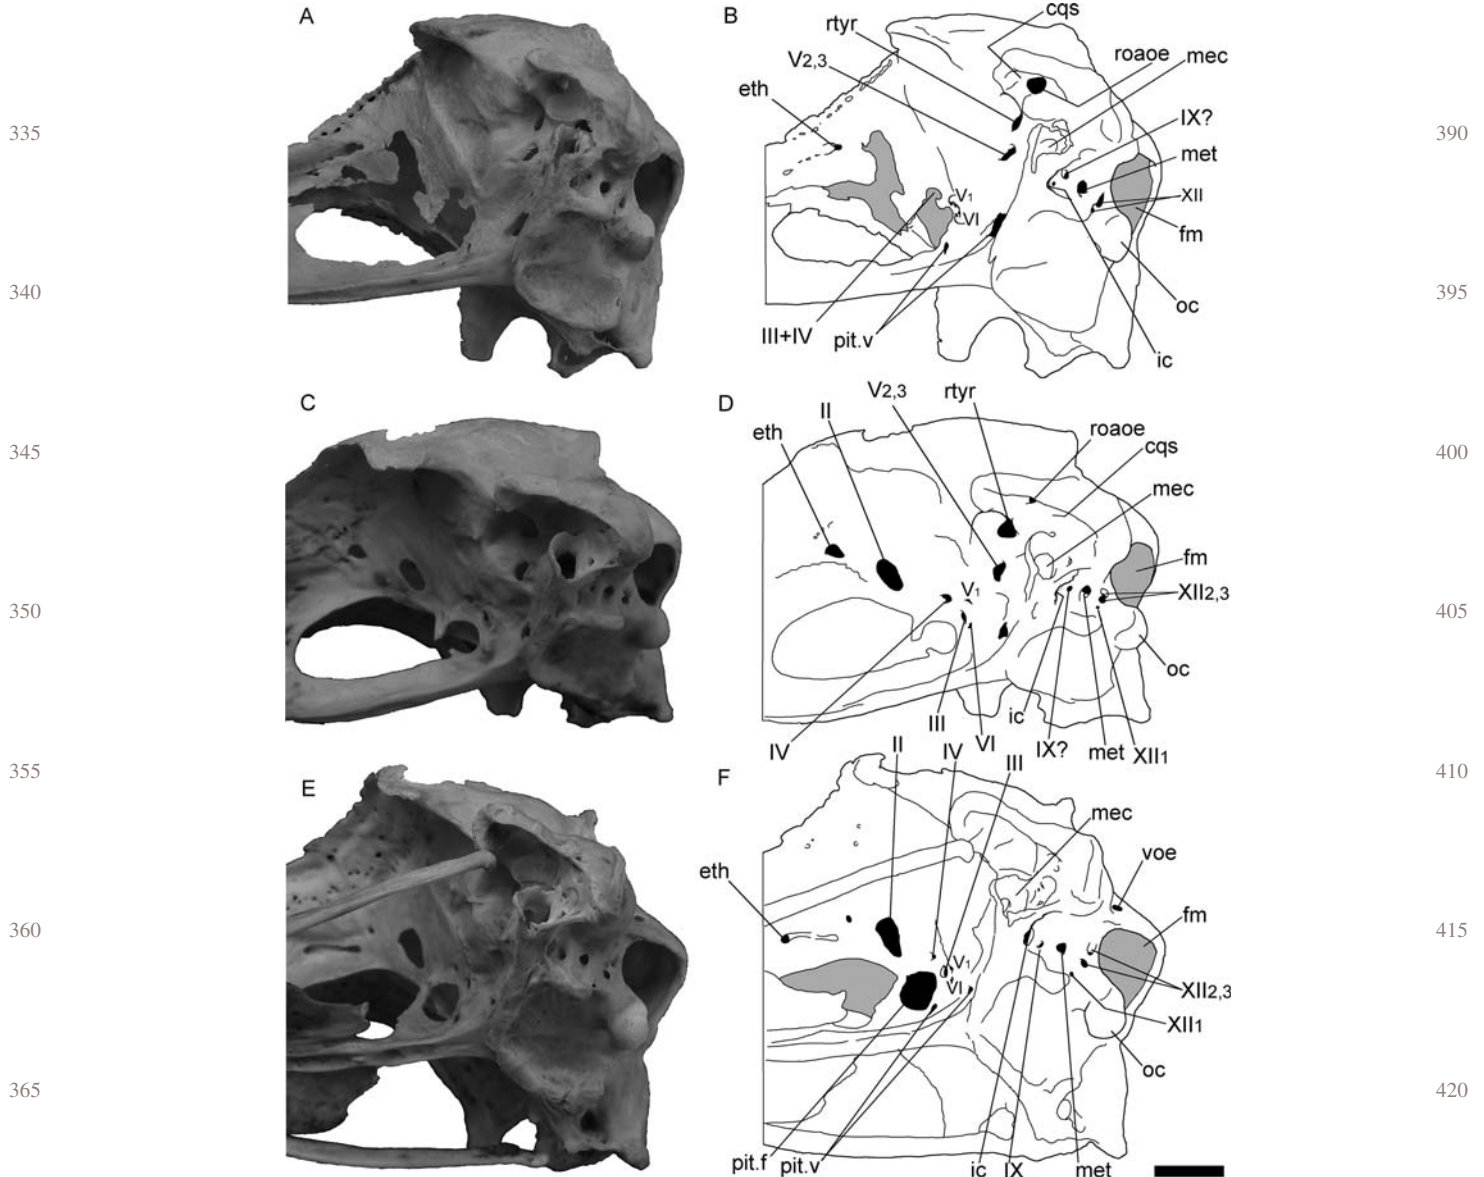 A
B
cqs
rtyr
roaoe
mec
V2,3
eth
IX?
335
390
met
XII
V1
VI
fm
340
395
oc
III+IV
pit.v
ic
C
D
V2,3
rtyr
II
eth
roaoe
cqs
345
400
mec
fm
V1
XII2,3
350
405
oc
III
ic
IV
VI
IX?
met
XII1
355
410
E
F
II
IV
III
mec
voe
eth
fm
360
415
V1
VI
XII2,3
XII1
oc
365
420
pit.f
pit.v
ic
IX
met